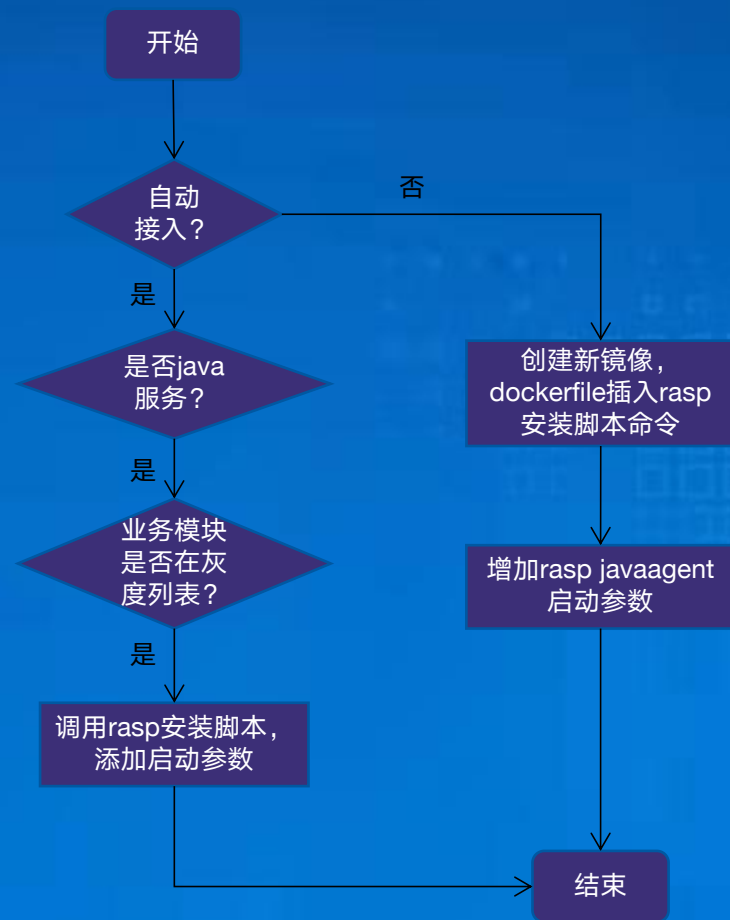 开始
自动
接入？
否
是
是否java
服务？
创建新镜像，
dockerfile插入rasp
安装脚本命令
是
业务模块
是否在灰
度列表？
增加rasp javaagent
启动参数
是
调用rasp安装脚本，
添加启动参数
结束